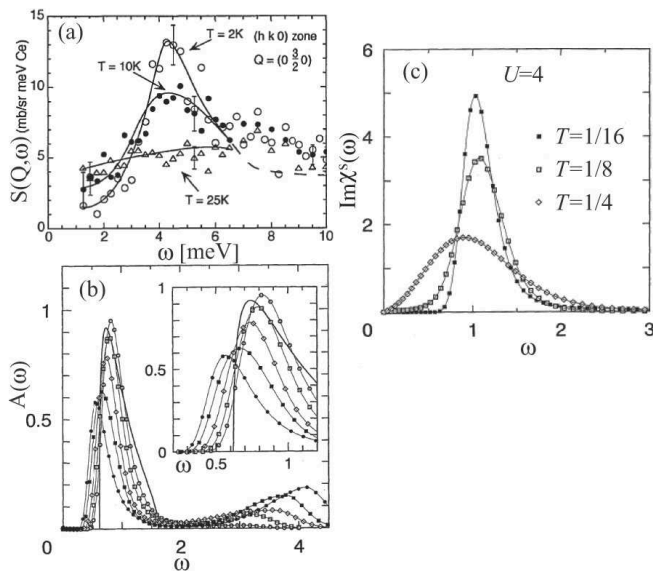 (a)
S(Q,ω) (mb/sr meV Ce)
15
10
5
0
T = 2K
(h k 0) zone
Q = (0 3/2 0)
T = 10K
T = 25K
0 2 4 6 8 10
ω [meV]
(b)
A(ω)
1
0.5
0
0 2 4
ω
1
0.5
0
ω 0.5 1
ω
(c)
U=4
Imχˢ(ω)
6
4
2
T=1/16
T=1/8
T=1/4
0 1 2 3
ω